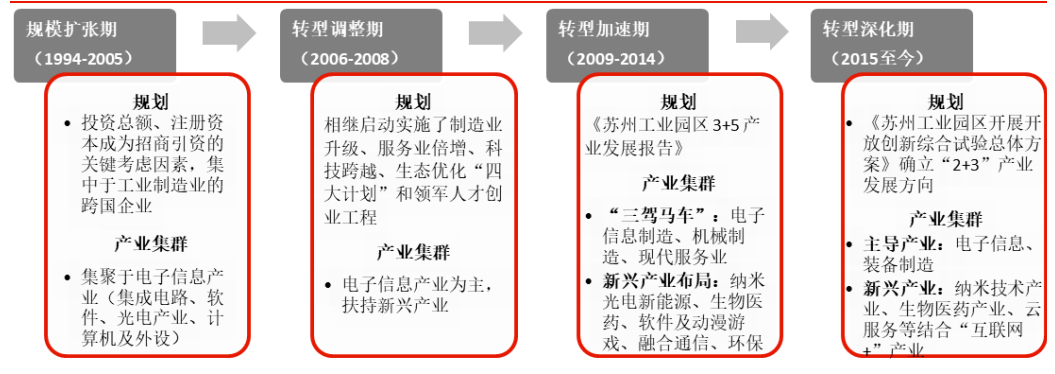 规模扩张期
（1994-2005）
规划
• 投资总额、注册资
本成为招商引资的
关键考虑因素，集
中于工业制造业的
跨国企业
产业集群
• 集聚于电子信息产
业（集成电路、软
件、光电产业、计
算机及外设）
转型调整期
（2006-2008）
规划
相继启动实施了制造业
升级、服务业倍增、科
技跨越、生态优化“四
大计划”和领军人才创
业工程
产业集群
• 电子信息产业为主，
扶持新兴产业
转型加速期
（2009-2014）
规划
《苏州工业园区 3+5 产
业发展报告》
产业集群
• “三驾马车”：电子
信息制造、机械制
造、现代服务业
• 新兴产业布局：纳米
光电新能源、生物医
药、软件及动漫游
戏、融合通信、环保
转型深化期
（2015至今）
规划
• 《苏州工业园区开展开
放创新综合试验总体方
案》确立“2+3”产业
发展方向
产业集群
• 主导产业：电子信息、
装备制造
• 新兴产业：纳米技术产
业、生物医药产业、云
服务等结合“互联网
+”产业